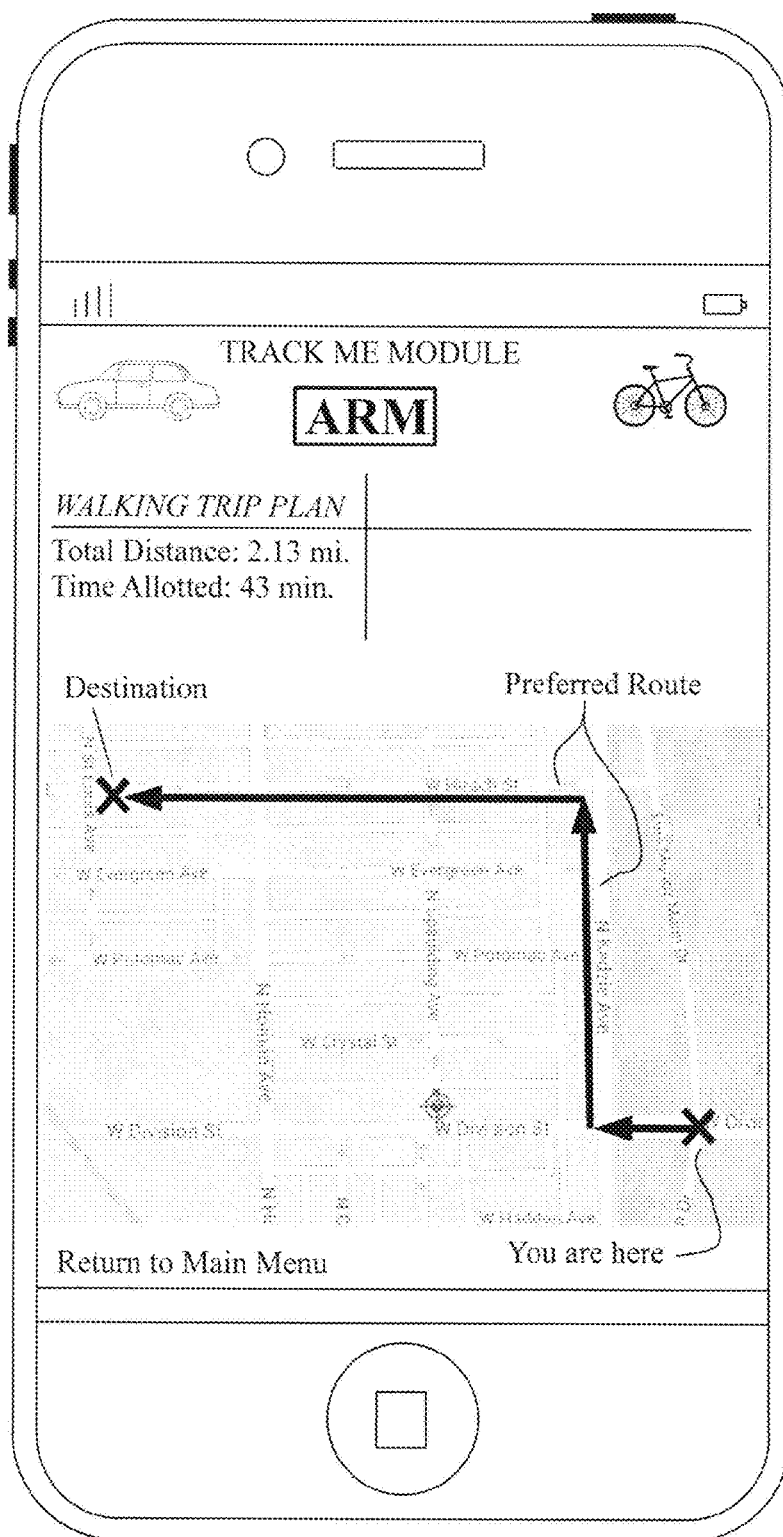 TRACK ME MODULE
ARM
WALKING TRIP PLAN
Total Distance: 2.13 mi.
Time Allotted: 43 min.
Destination
Preferred Route
W Evergreen Ave
W Evergreen Ave
W Potomac Ave
W Potomac Ave
N Kedzie Ave
W Crystal St
W Division St
W Division St
Return to Main Menu
You are here